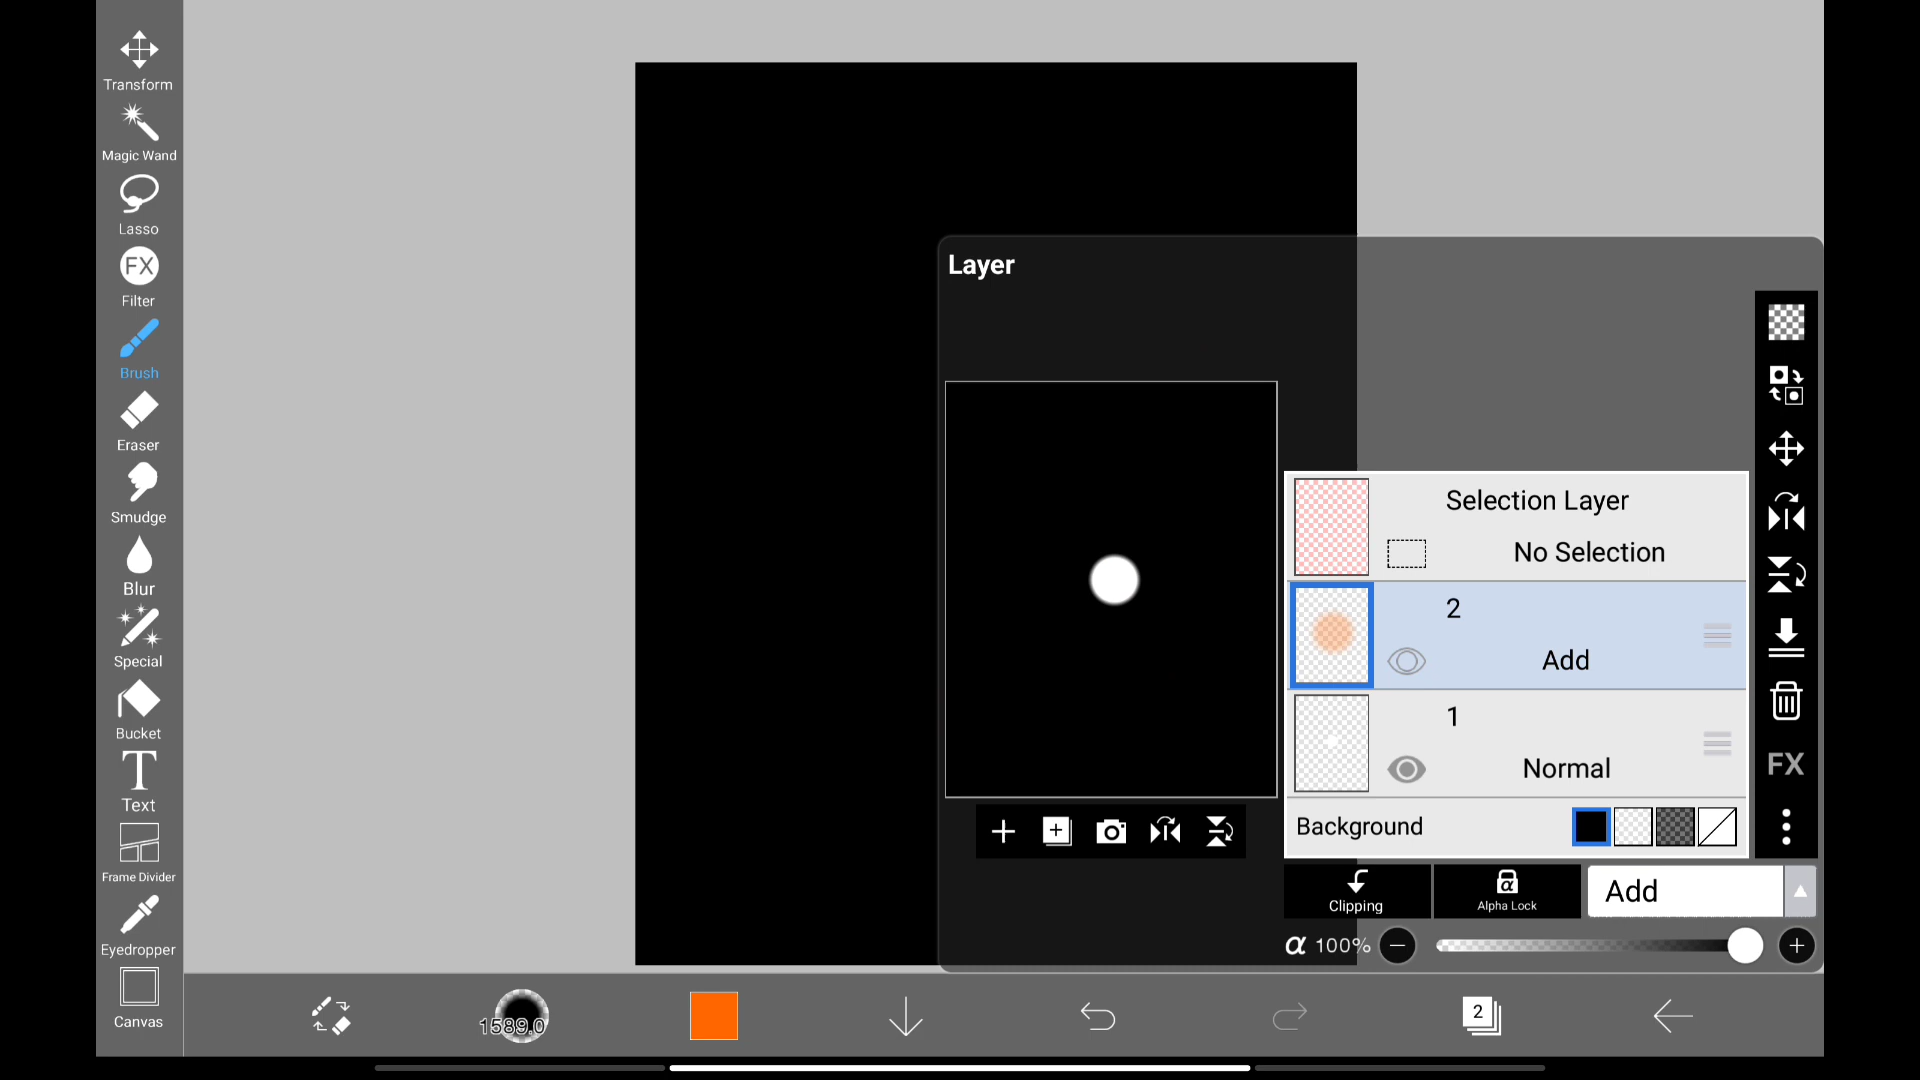 Transform
Magic Wand
Lasso
FX
Filter
Brush
Eraser
Smudge
Blur
Special
Bucket
T
Text
Frame Divider
Eyedropper
Canvas
Layer
Selection Layer
No Selection
2
Add
1
Normal
Background
FX
Clipping
α
Alpha Lock
Add
α 100%
1589.0
2